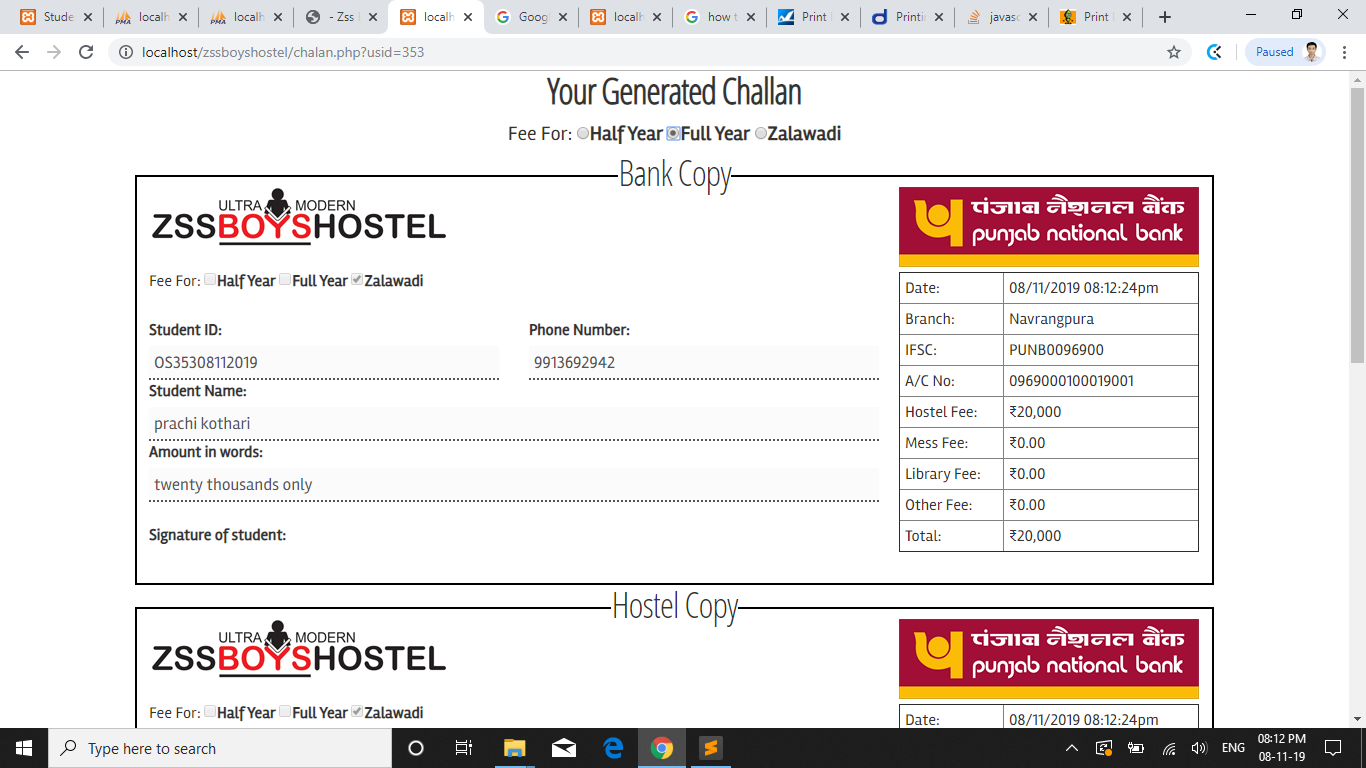 Stude
localh
localh
- Zss
localh
Googl
localh
how t
Print
Printi
javasc
Print
localhost/zssboyshostel/chalan.php?usid=353
Paused
Your Generated Challan
Fee For: Half Year Full Year Zalawadi
Bank Copy
ULTRA MODERN
ZSSBOYSHOSTEL
पंजाब नैशनल बैंक
punjab national bank
Fee For: Half Year Full Year Zalawadi
Student ID: Phone Number:
OS35308112019 9913692942
Student Name:
prachi kothari
Amount in words:
twenty thousands only
Signature of student:
Date: 08/11/2019 08:12:24pm
Branch: Navrangpura
IFSC: PUNB0096900
A/C No: 0969000100019001
Hostel Fee: ₹20,000
Mess Fee: ₹0.00
Library Fee: ₹0.00
Other Fee: ₹0.00
Total: ₹20,000
Hostel Copy
ULTRA MODERN
ZSSBOYSHOSTEL
पंजाब नैशनल बैंक
punjab national bank
Fee For: Half Year Full Year Zalawadi
Date: 08/11/2019 08:12:24pm
Type here to search
ENG
08:12 PM
08-11-19